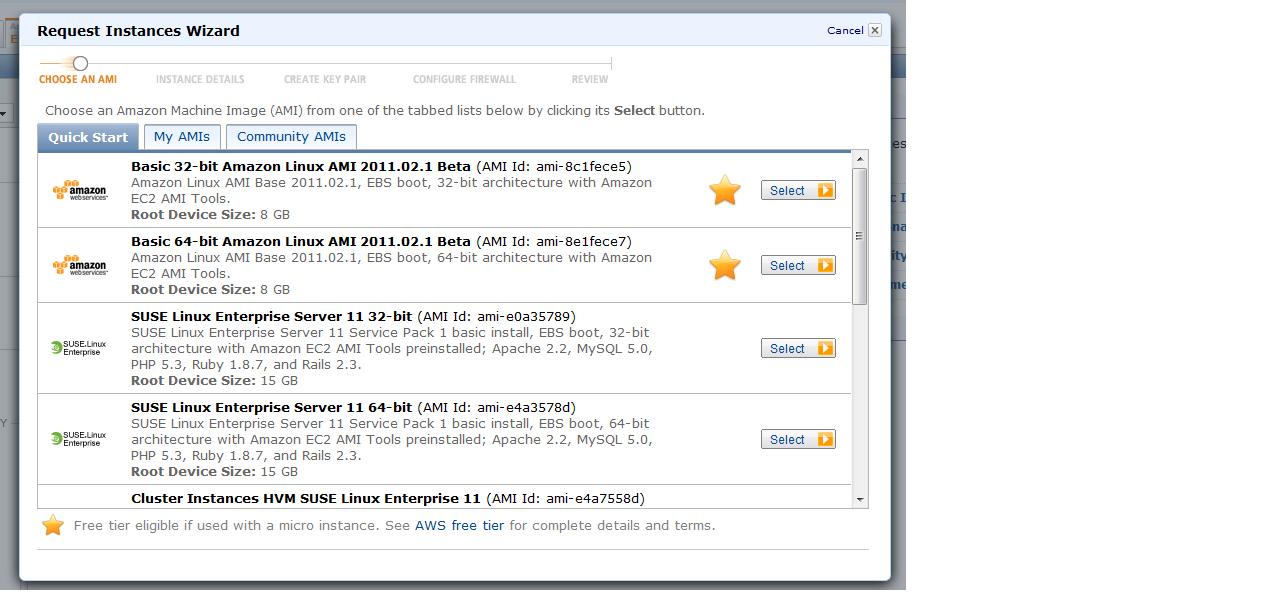 Request Instances Wizard
Cancel
CHOOSE AN AMI INSTANCE DETAILS CREATE KEY PAIR CONFIGURE FIREWALL REVIEW
Choose an Amazon Machine Image (AMI) from one of the tabbed lists below by clicking its Select button.
Quick Start My AMIs Community AMIs
Basic 32-bit Amazon Linux AMI 2011.02.1 Beta (AMI Id: ami-8c1fece5)
Amazon Linux AMI Base 2011.02.1, EBS boot, 32-bit architecture with Amazon
EC2 AMI Tools.
Root Device Size: 8 GB
amazon
webservices
Select
Basic 64-bit Amazon Linux AMI 2011.02.1 Beta (AMI Id: ami-8e1fece7)
Amazon Linux AMI Base 2011.02.1, EBS boot, 64-bit architecture with Amazon
EC2 AMI Tools.
Root Device Size: 8 GB
amazon
webservices
Select
SUSE Linux Enterprise Server 11 32-bit (AMI Id: ami-e0a35789)
SUSE Linux Enterprise Server 11 Service Pack 1 basic install, EBS boot, 32-bit
architecture with Amazon EC2 AMI Tools preinstalled; Apache 2.2, MySQL 5.0,
PHP 5.3, Ruby 1.8.7, and Rails 2.3.
Root Device Size: 15 GB
SUSE.Linux
Enterprise
Select
SUSE Linux Enterprise Server 11 64-bit (AMI Id: ami-e4a3578d)
SUSE Linux Enterprise Server 11 Service Pack 1 basic install, EBS boot, 64-bit
architecture with Amazon EC2 AMI Tools preinstalled; Apache 2.2, MySQL 5.0,
PHP 5.3, Ruby 1.8.7, and Rails 2.3.
Root Device Size: 15 GB
SUSE.Linux
Enterprise
Select
Cluster Instances HVM SUSE Linux Enterprise 11 (AMI Id: ami-e4a7558d)
Free tier eligible if used with a micro instance. See AWS free tier for complete details and terms.